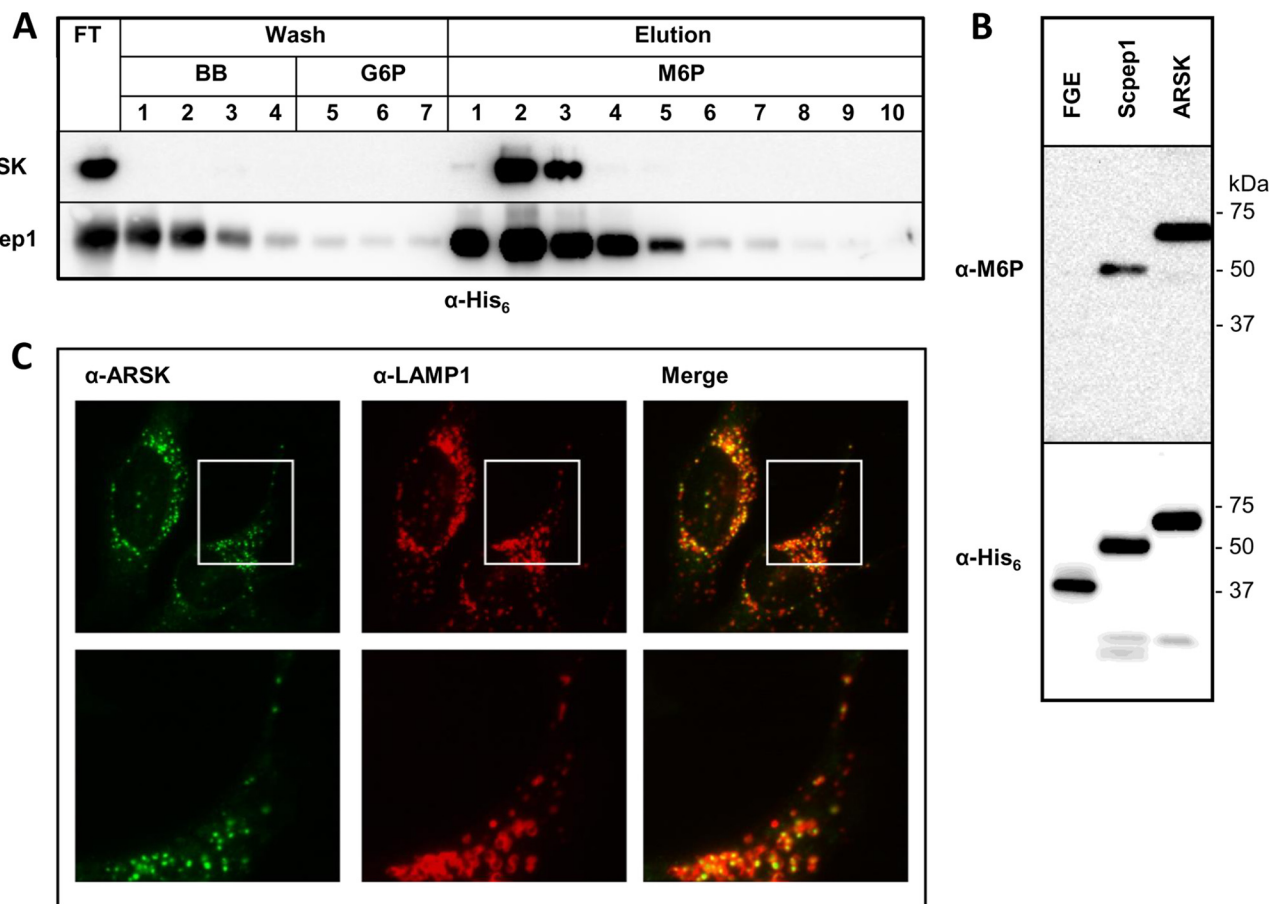 A
FT Wash Elution
BB G6P M6P
1 2 3 4 5 6 7 1 2 3 4 5 6 7 8 9 10
SK
ep1
α-His6
B
FGE Scpep1 ARSK
kDa
- 75
α-M6P - 50
- 37
- 75
α-His6 - 50
- 37
C
α-ARSK α-LAMP1 Merge